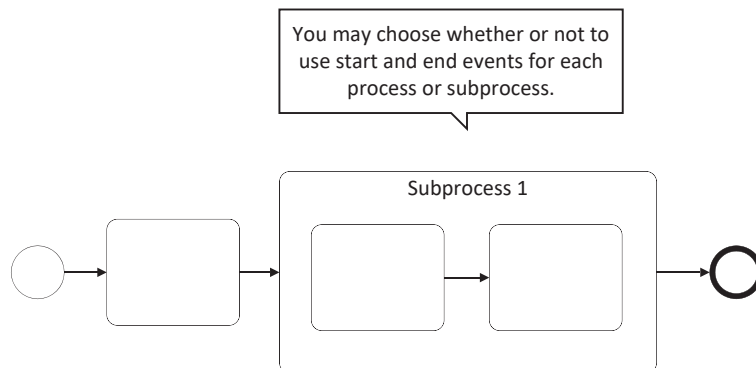 You may choose whether or not to
use start and end events for each
process or subprocess.
Subprocess 1